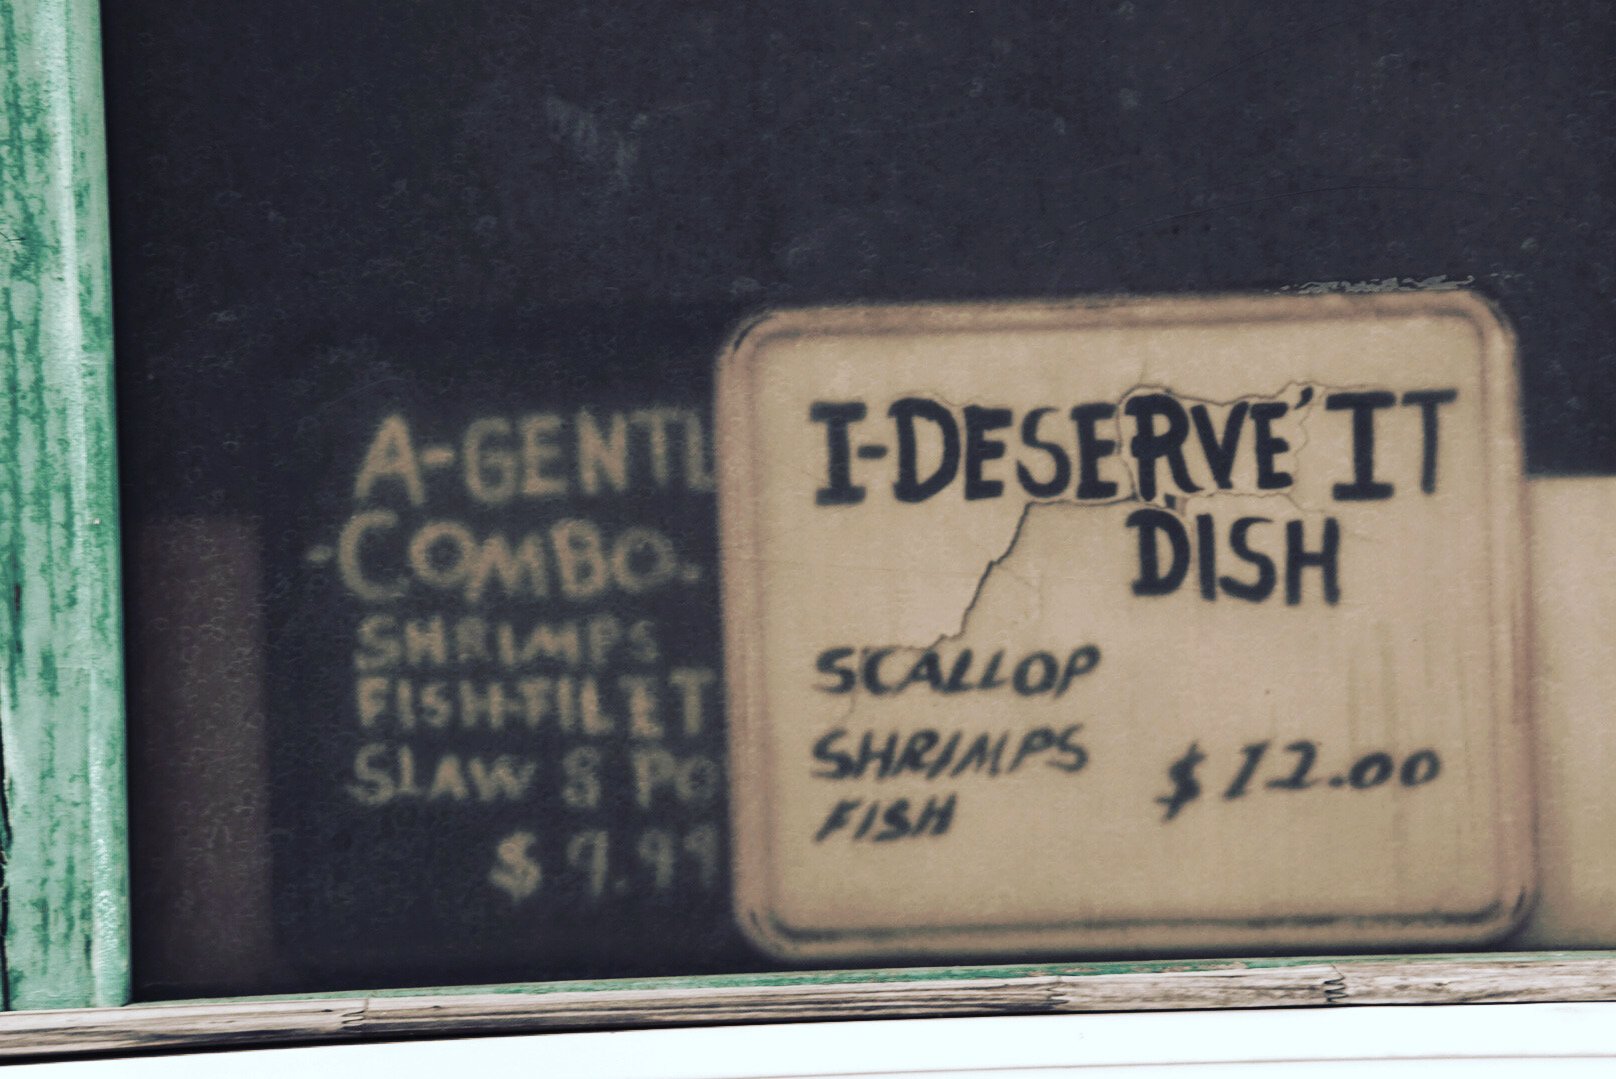 A-GENTL
-COMBO-
SHRIMPS
FISH-FILET
SLAW & PO
$9.99
I-DESERVE'IT
DISH
SCALLOP
SHRIMPS $12.00
FISH